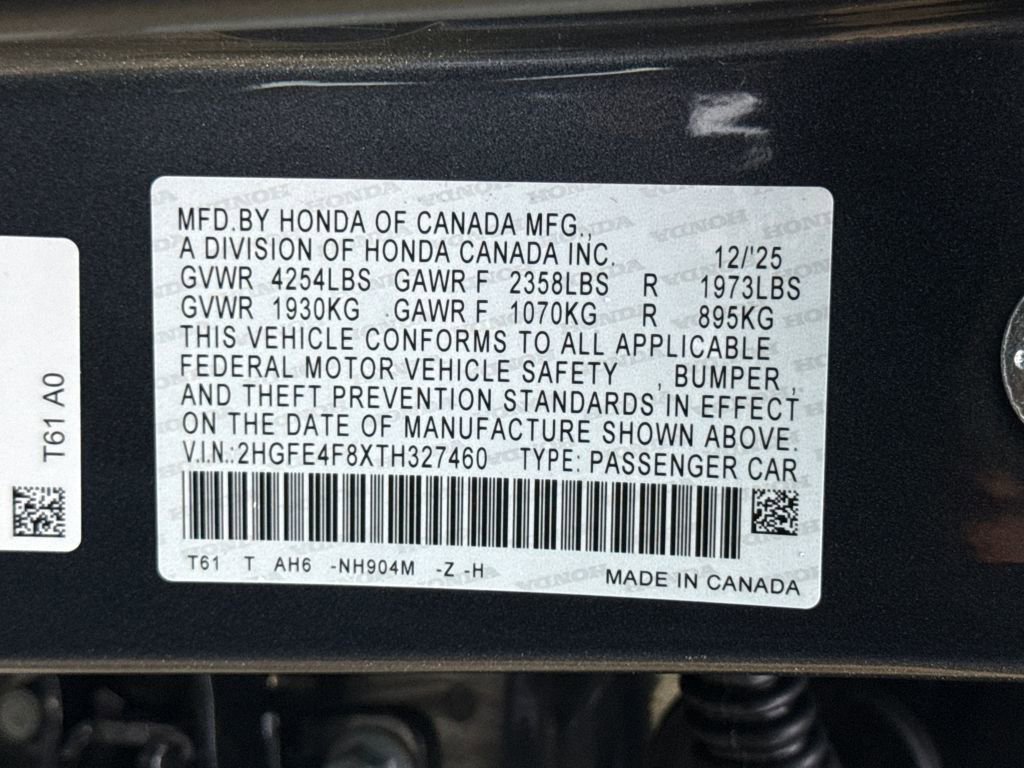 MFD.BY HONDA OF CANADA MFG.,
A DIVISION OF HONDA CANADA INC. 12/'25
GVWR 4254LBS GAWR F 2358LBS R 1973LBS
GVWR 1930KG GAWR F 1070KG R 895KG
THIS VEHICLE CONFORMS TO ALL APPLICABLE
FEDERAL MOTOR VEHICLE SAFETY , BUMPER ,
AND THEFT PREVENTION STANDARDS IN EFFECT
ON THE DATE OF MANUFACTURE SHOWN ABOVE.
V.I.N.:2HGFE4F8XTH327460 TYPE: PASSENGER CAR
T61 T AH6 -NH904M -Z -H
MADE IN CANADA
T61 A0